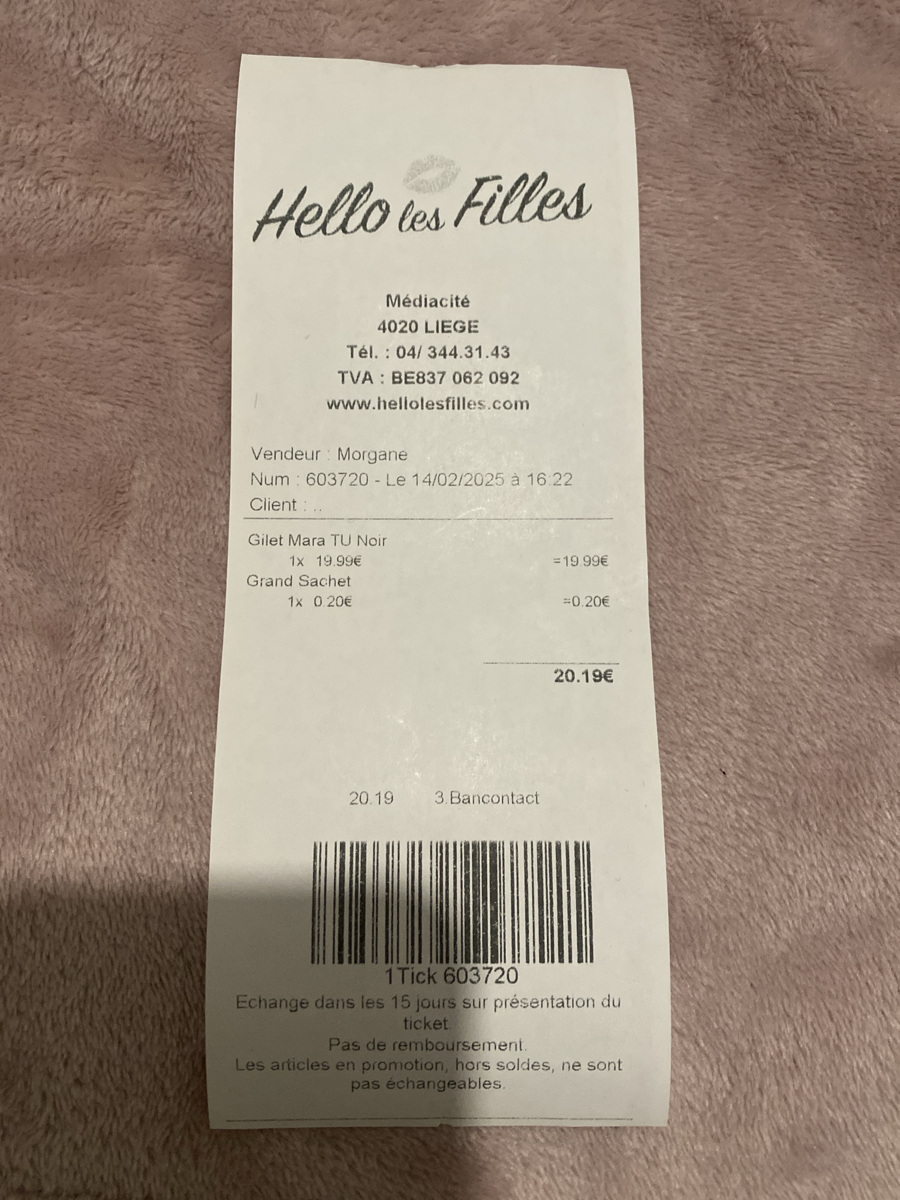 Hello les Filles
Médiacité
4020 LIEGE
Tél. : 04/ 344.31.43
TVA : BE837 062 092
www.hellolesfilles.com
Vendeur : Morgane
Num : 603720 - Le 14/02/2025 à 16:22
Client : ..
Gilet Mara TU Noir
1x 19.99€ =19.99€
Grand Sachet
1x 0.20€ =0.20€
20.19€
20.19 3.Bancontact
1Tick 603720
Echange dans les 15 jours sur présentation du
ticket.
Pas de remboursement.
Les articles en promotion, hors soldes, ne sont
pas échangeables.